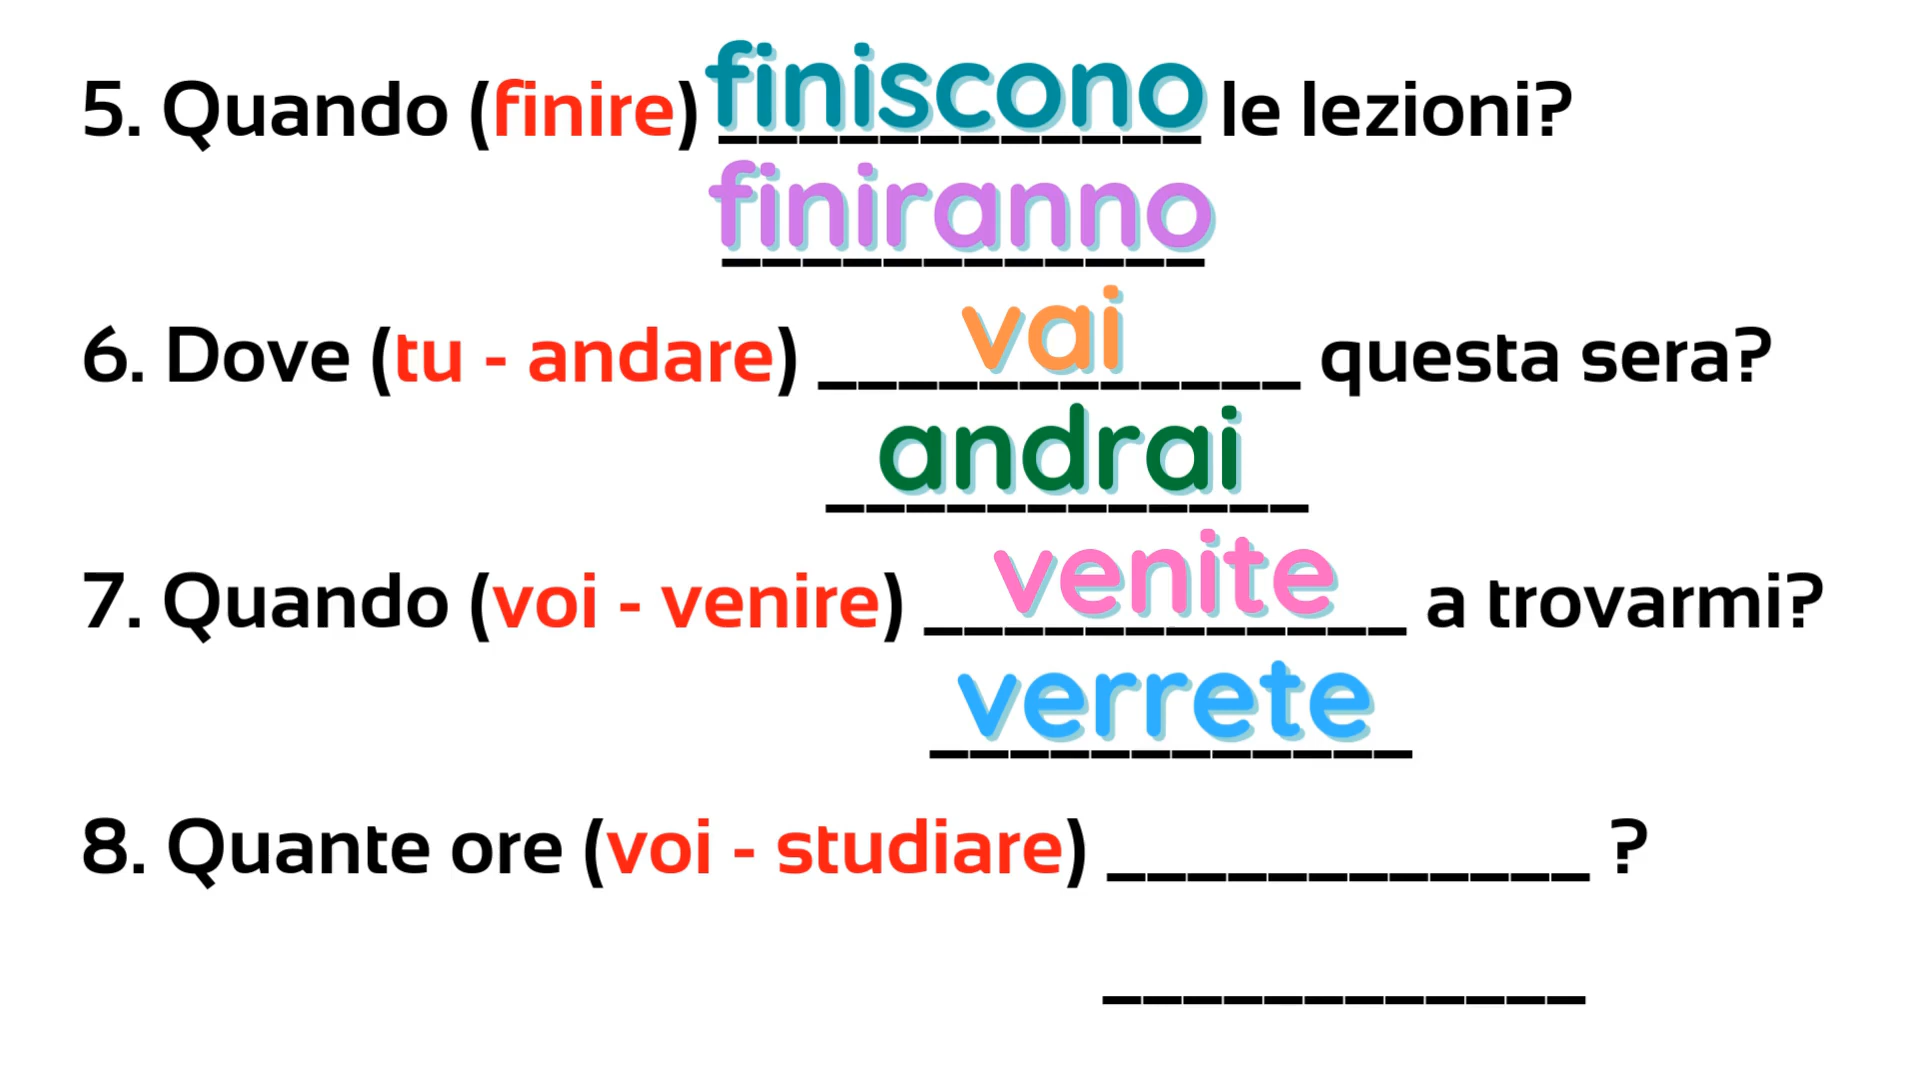 5. Quando (finire) finiscono le lezioni?
finiranno
6. Dove (tu - andare) vai questa sera?
andrai
7. Quando (voi - venire) venite a trovarmi?
verrete
8. Quante ore (voi - studiare) ____________ ?
____________